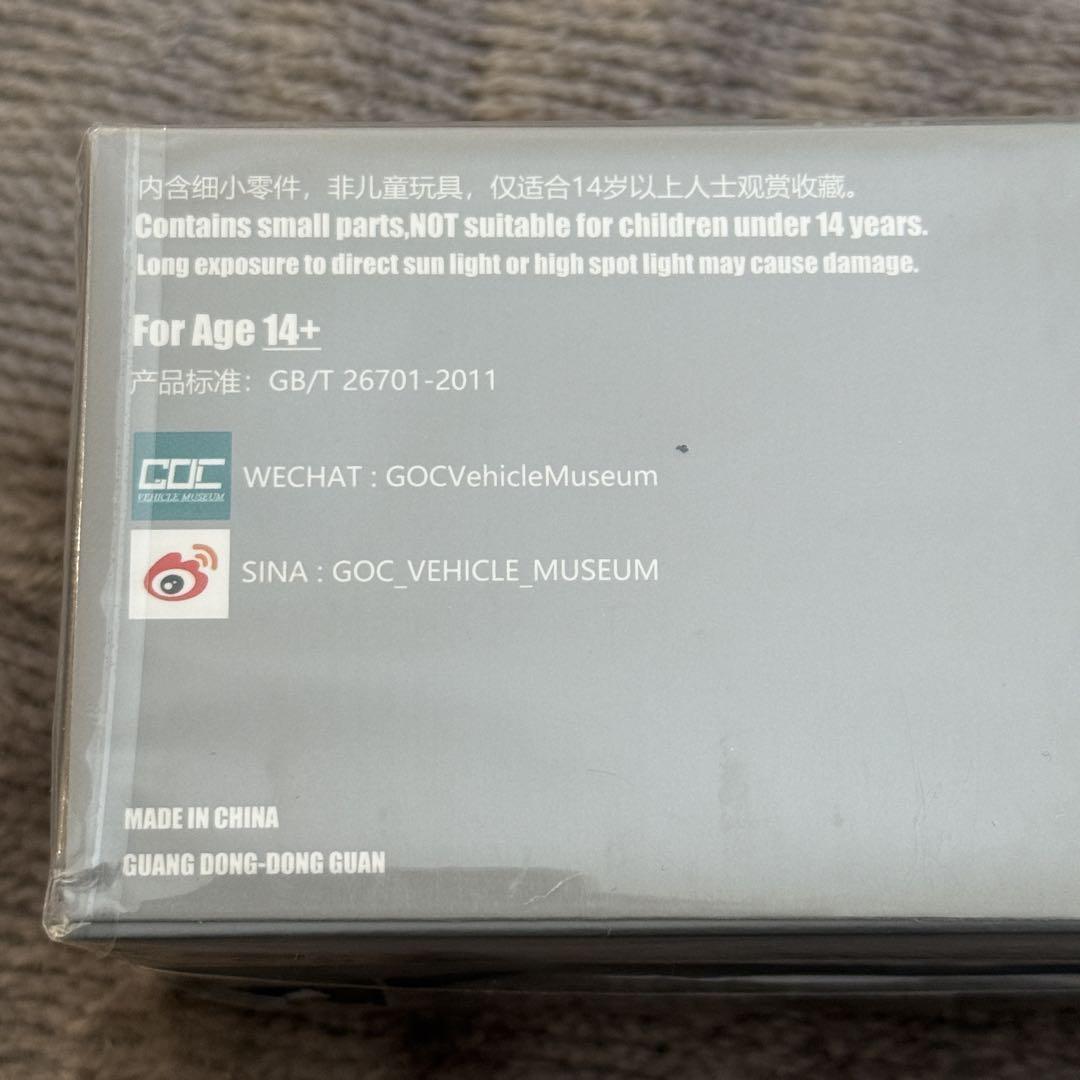 内含细小零件，非儿童玩具，仅适合14岁以上人士观赏收藏。
Contains small parts,NOT suitable for children under 14 years.
Long exposure to direct sun light or high spot light may cause damage.
For Age 14+
产品标准：GB/T 26701-2011
GOC
VEHICLE MUSEUM
WECHAT : GOCVehicleMuseum
SINA : GOC_VEHICLE_MUSEUM
MADE IN CHINA
GUANG DONG-DONG GUAN